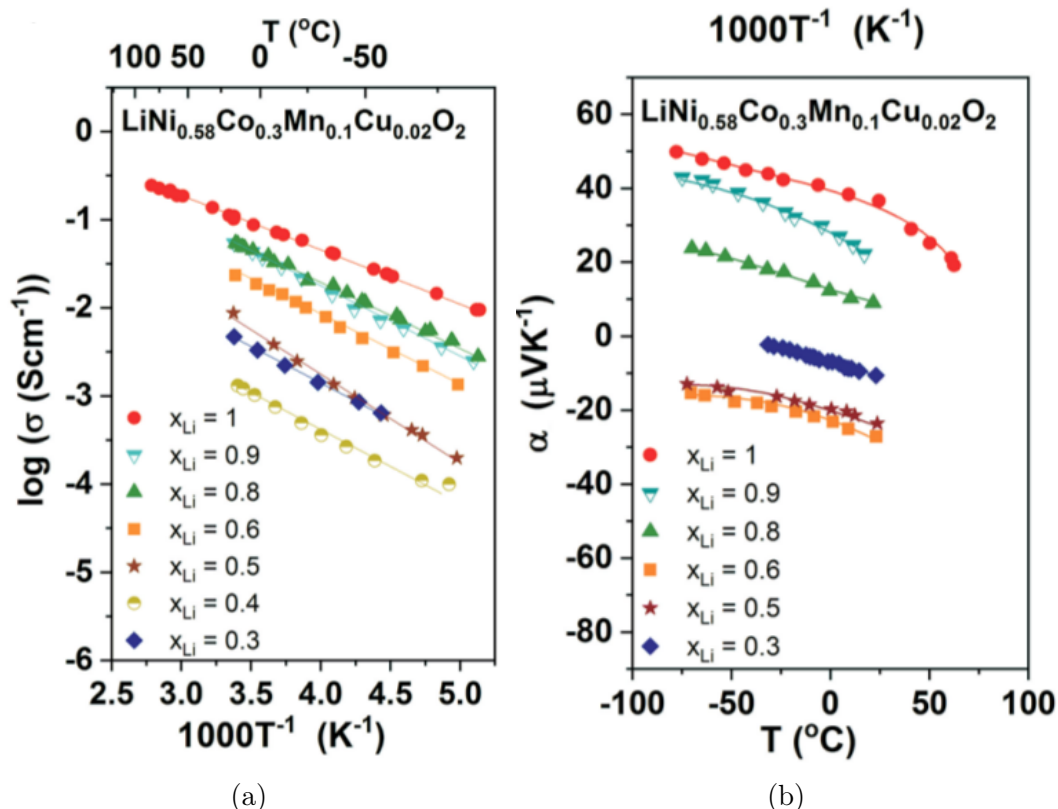 T (°C)
100 50 0 -50
LiNi0.58Co0.3Mn0.1Cu0.02O2
log (σ (Scm-1))
0
-1
-2
-3
-4
-5
-6
xLi = 1
xLi = 0.9
xLi = 0.8
xLi = 0.6
xLi = 0.5
xLi = 0.4
xLi = 0.3
2.5 3.0 3.5 4.0 4.5 5.0
1000T-1 (K-1)
(a)
1000T-1 (K-1)
LiNi0.58Co0.3Mn0.1Cu0.02O2
α (μVK-1)
60
40
20
0
-20
-40
-60
-80
xLi = 1
xLi = 0.9
xLi = 0.8
xLi = 0.6
xLi = 0.5
xLi = 0.3
-100 -50 0 50 100
T (°C)
(b)